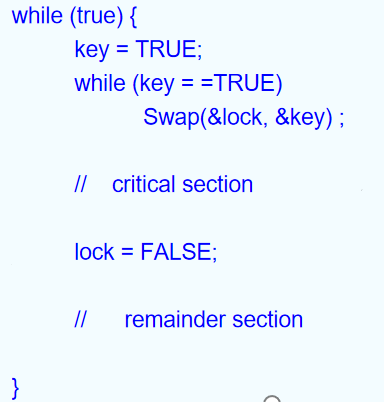 while (true) {
key = TRUE;
while (key = =TRUE)
Swap(&lock, &key) ;
// critical section
lock = FALSE;
// remainder section
}